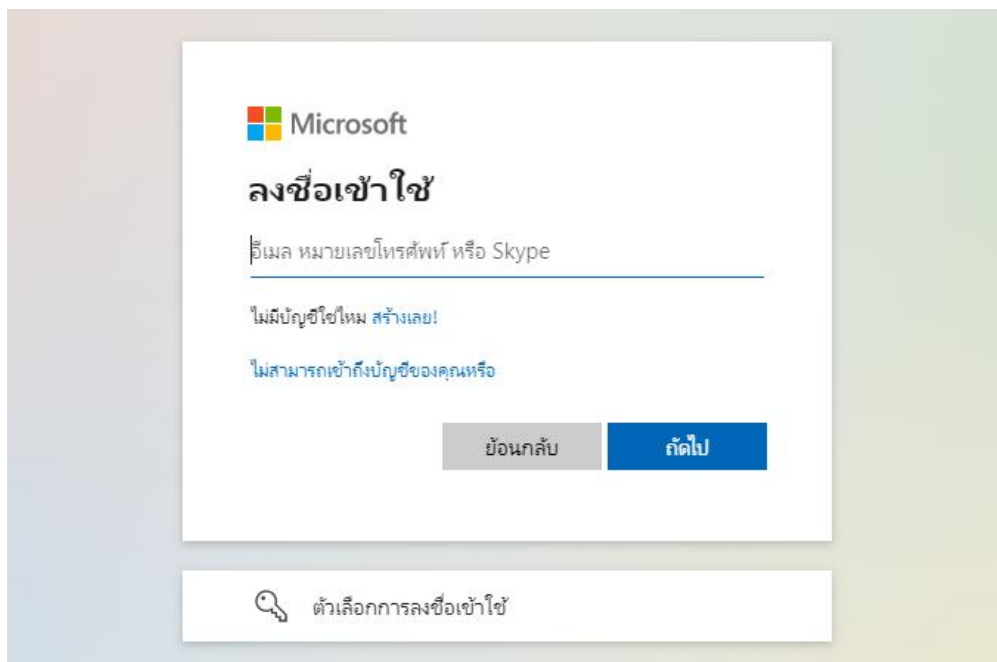 Microsoft
ลงชื่อเข้าใช้
อีเมล หมายเลขโทรศัพท์ หรือ Skype
ไม่มีบัญชีใช่ไหม สร้างเลย!
ไม่สามารถเข้าถึงบัญชีของคุณหรือ
ย้อนกลับ ถัดไป
ตัวเลือกการลงชื่อเข้าใช้